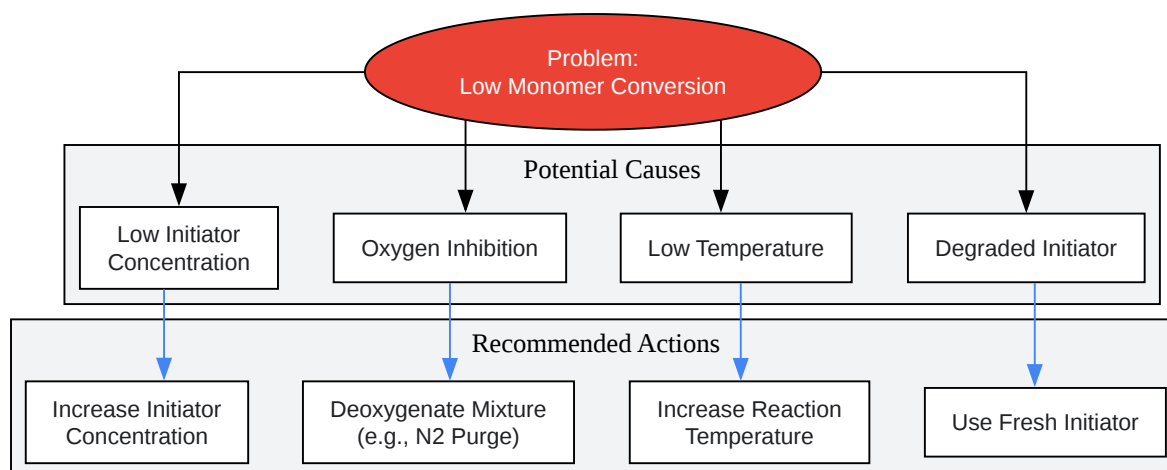 Problem:
Low Monomer Conversion
Potential Causes
Low Initiator
Concentration
Oxygen Inhibition
Low Temperature
Degraded Initiator
Recommended Actions
Increase Initiator
Concentration
Deoxygenate Mixture
(e.g., N2 Purge)
Increase Reaction
Temperature
Use Fresh Initiator